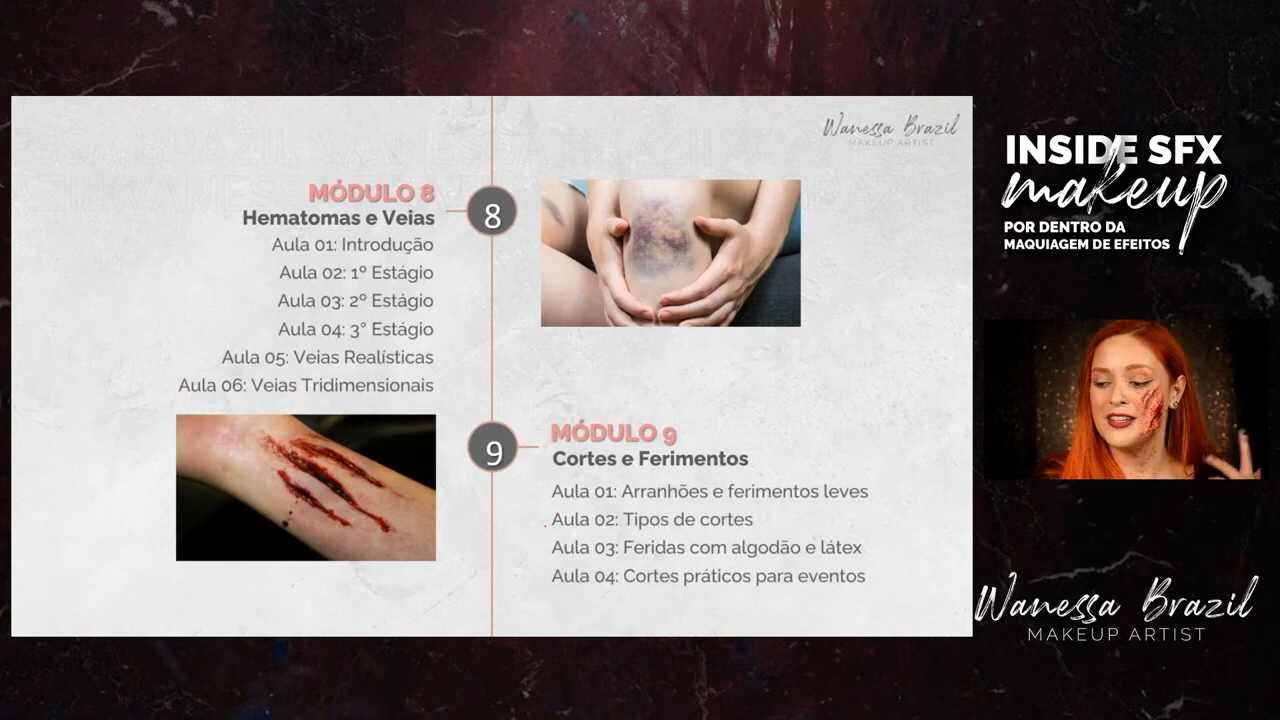 Wanessa Brazil
MAKEUP ARTIST
MÓDULO 8
Hematomas e Veias
Aula 01: Introdução
Aula 02: 1º Estágio
Aula 03: 2º Estágio
Aula 04: 3° Estágio
Aula 05: Veias Realísticas
Aula 06: Veias Tridimensionais
8
9
MÓDULO 9
Cortes e Ferimentos
Aula 01: Arranhões e ferimentos leves
Aula 02: Tipos de cortes
Aula 03: Feridas com algodão e látex
Aula 04: Cortes práticos para eventos
INSIDE SFX
makeup
POR DENTRO DA
MAQUIAGEM DE EFEITOS
Wanessa Brazil
MAKEUP ARTIST